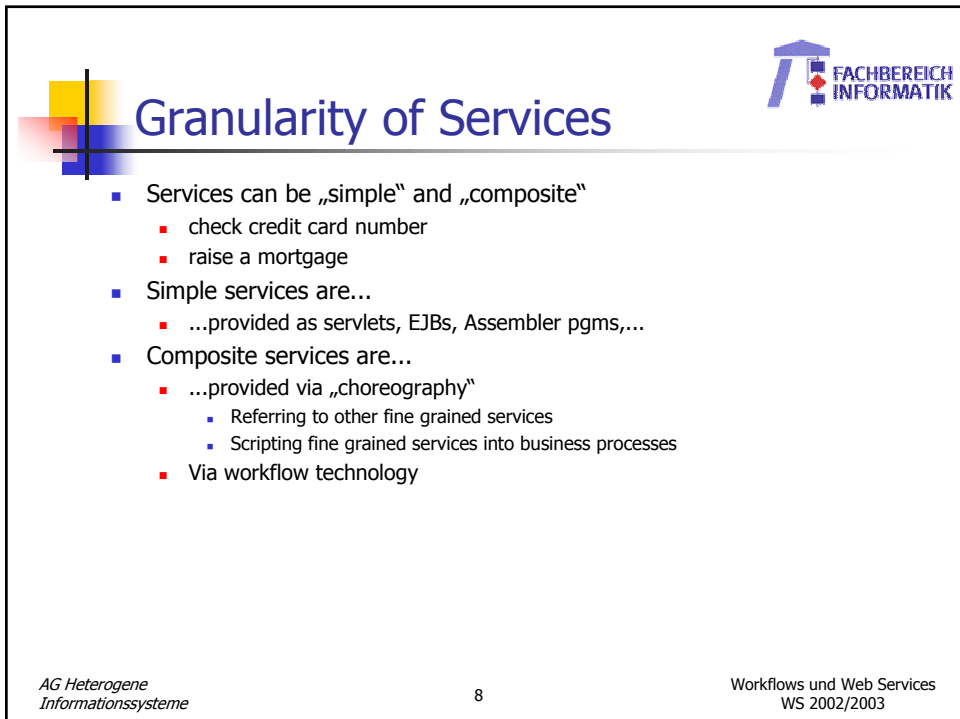 FACHBEREICH
INFORMATIK
Granularity of Services
Services can be „simple“ and „composite“
check credit card number
raise a mortgage
Simple services are...
...provided as servlets, EJBs, Assembler pgms,...
Composite services are...
...provided via „choreography“
Referring to other fine grained services
Scripting fine grained services into business processes
Via workflow technology
AG Heterogene
Informationssysteme
8
Workflows und Web Services
WS 2002/2003